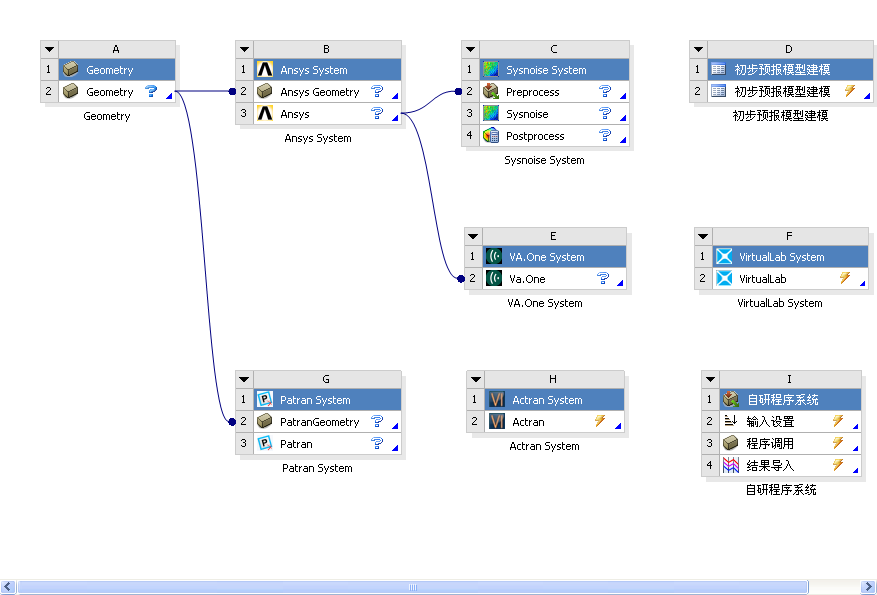 A
1 Geometry
2 Geometry
Geometry
B
1 Ansys System
2 Ansys Geometry
3 Ansys
Ansys System
C
1 Sysnoise System
2 Preprocess
3 Sysnoise
4 Postprocess
Sysnoise System
D
1 初步预报模型建模
2 初步预报模型建模
初步预报模型建模
E
1 VA.One System
2 Va.One
VA.One System
F
1 VirtualLab System
2 VirtualLab
VirtualLab System
G
1 Patran System
2 PatranGeometry
3 Patran
Patran System
H
1 Actran System
2 Actran
Actran System
I
1 自研程序系统
2 输入设置
3 程序调用
4 结果导入
自研程序系统